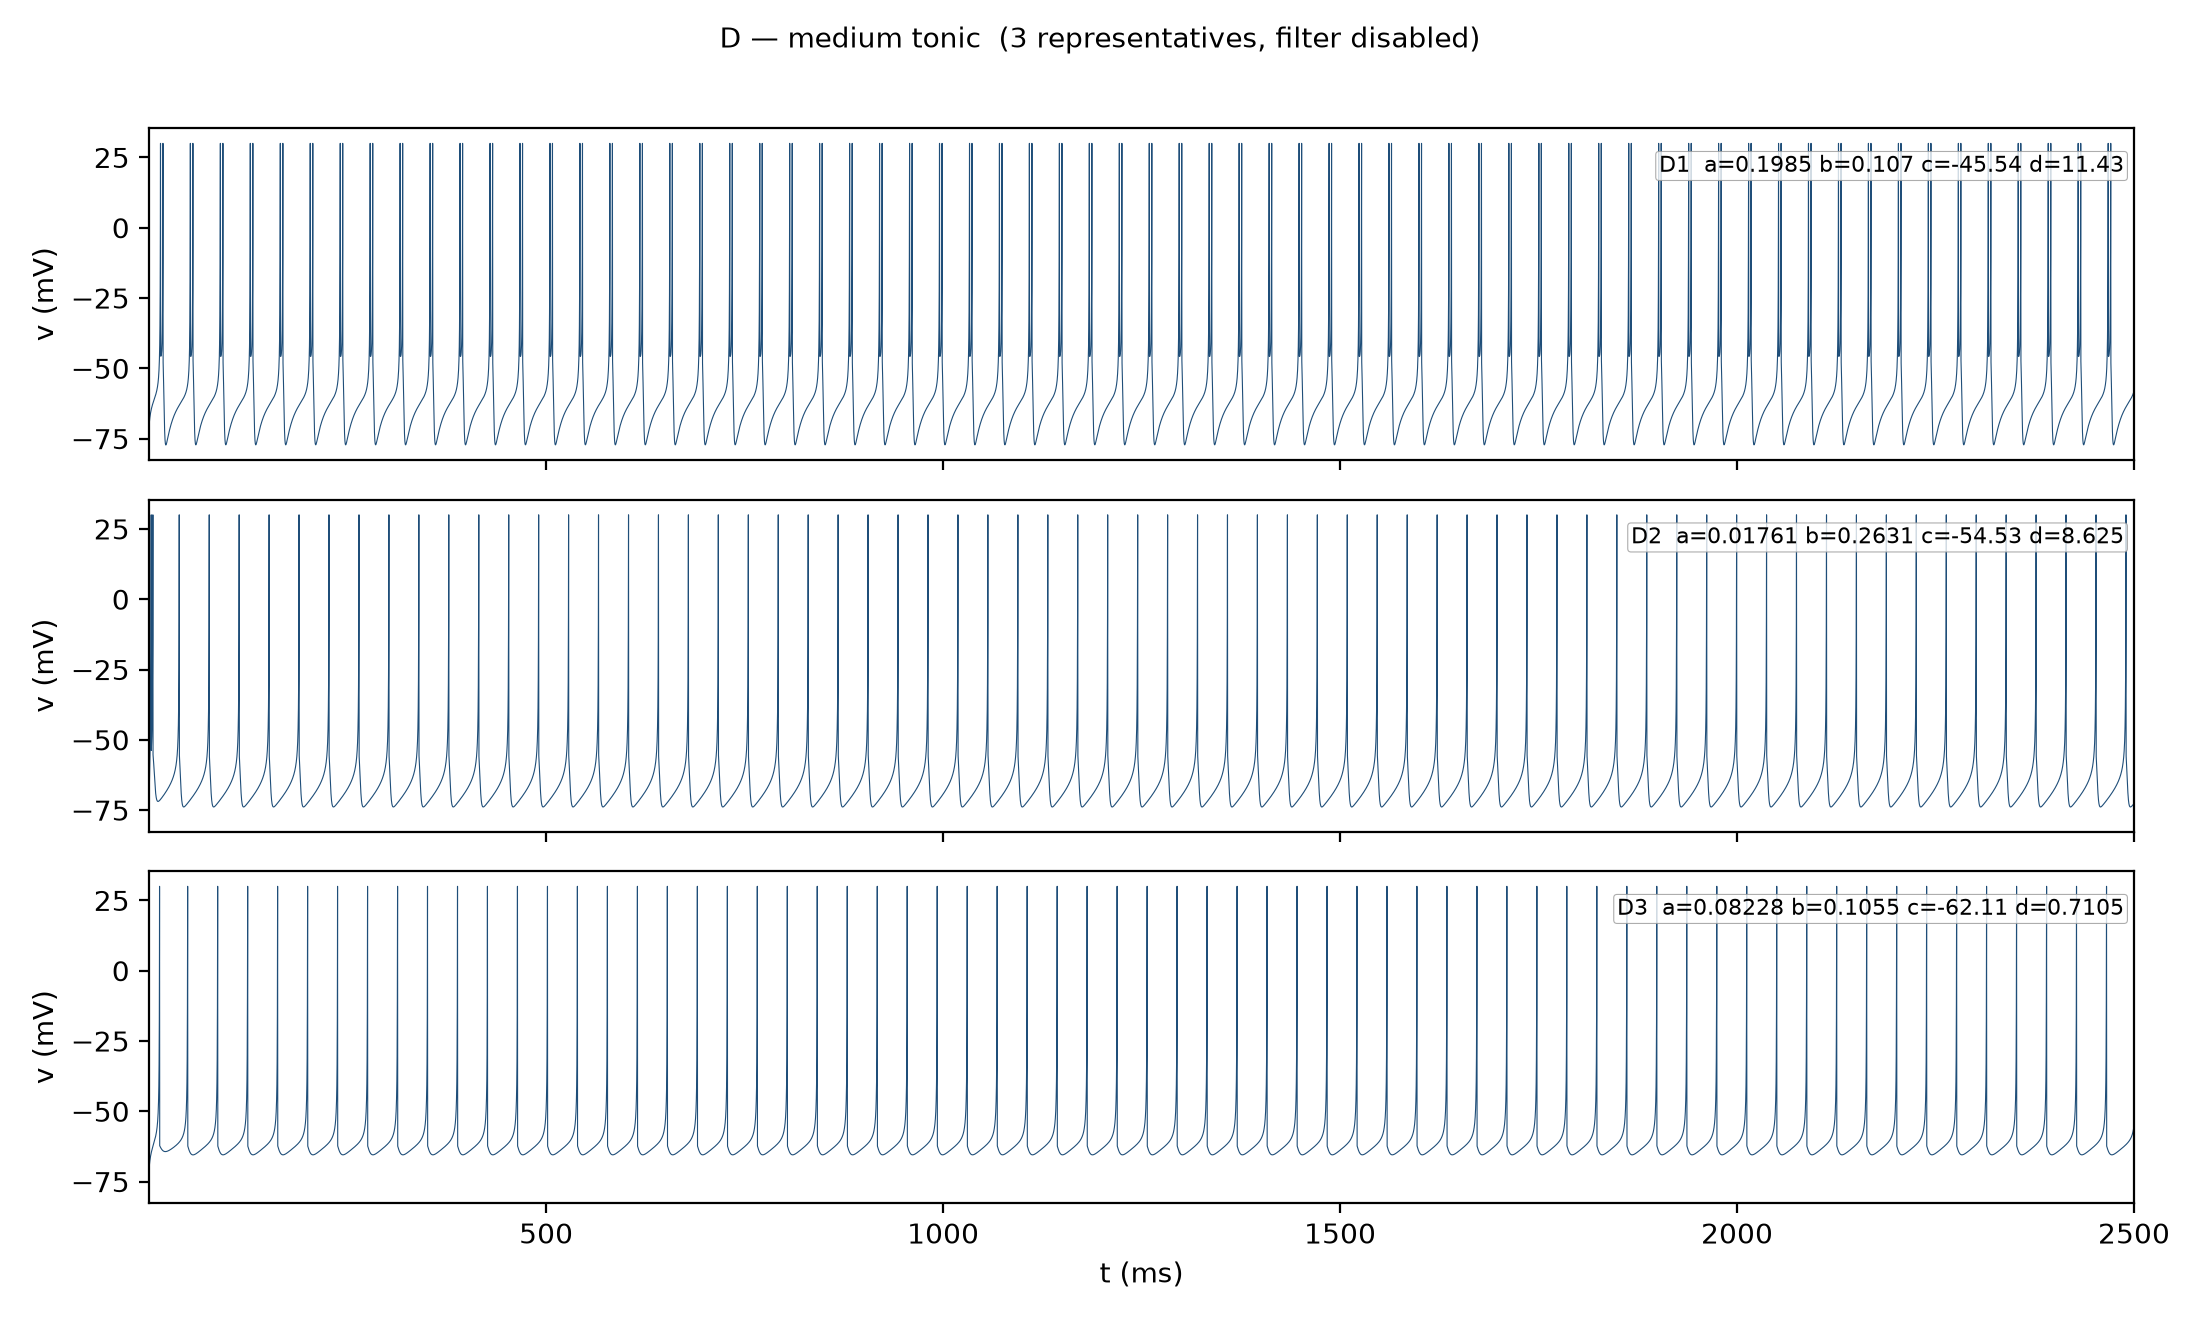 D — medium tonic  (3 representatives, filter disabled)
25
0
−25
−50
−75
v (mV)
D1  a=0.1985 b=0.107 c=-45.54 d=11.43
25
0
−25
−50
−75
v (mV)
D2  a=0.01761 b=0.2631 c=-54.53 d=8.625
25
0
−25
−50
−75
v (mV)
D3  a=0.08228 b=0.1055 c=-62.11 d=0.7105
500 1000 1500 2000 2500
t (ms)